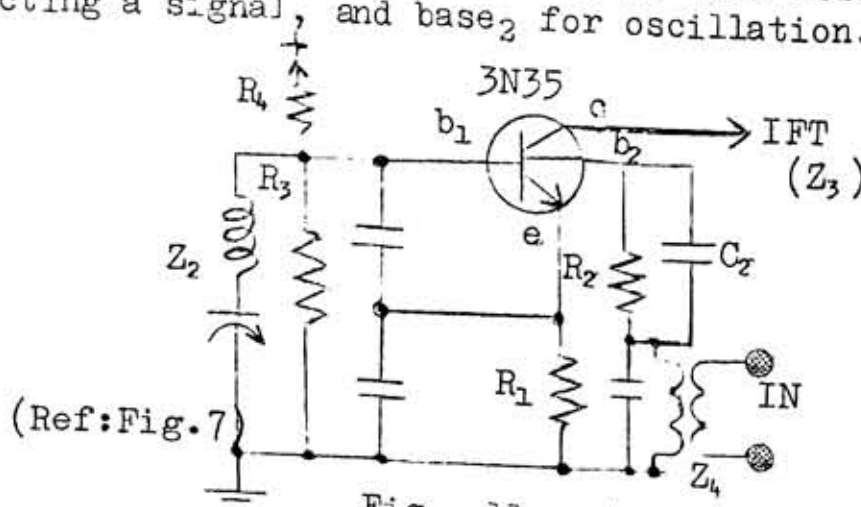 a signal, and base₂ for oscillation.
+
3N35
R₄
b₁
c
b₂
IFT
(Z₃)
R₃
Z₂
e
R₂
C₂
R₁
IN
(Ref:Fig.7)
Z₄